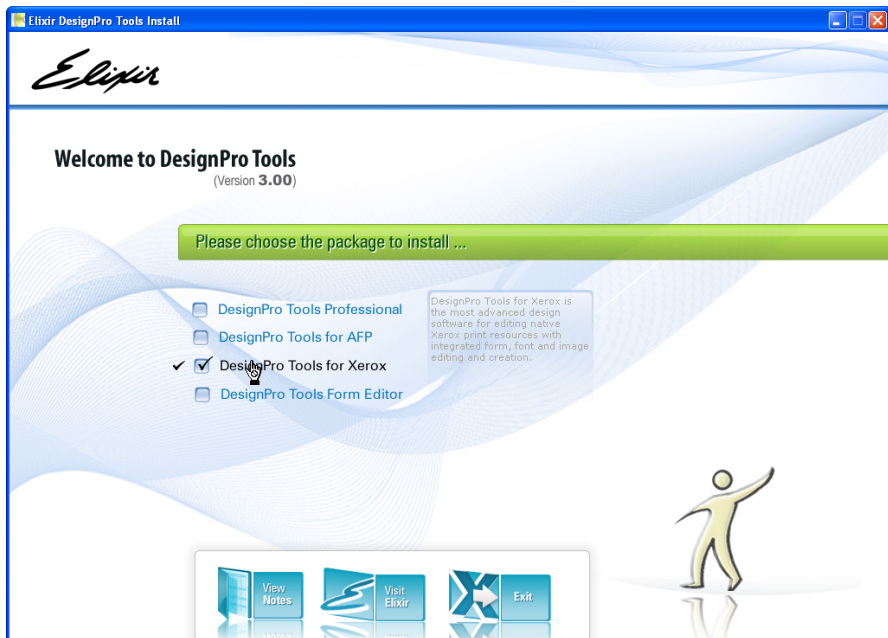 Elixir DesignPro Tools Install
Elixir
Welcome to DesignPro Tools
(Version 3.00)
Please choose the package to install ...
DesignPro Tools Professional
DesignPro Tools for AFP
DesignPro Tools for Xerox
DesignPro Tools Form Editor
DesignPro Tools for Xerox is
the most advanced design
software for editing native
Xerox print resources with
integrated form, font and image
editing and creation.
View
Notes
Visit
Elixir
Exit